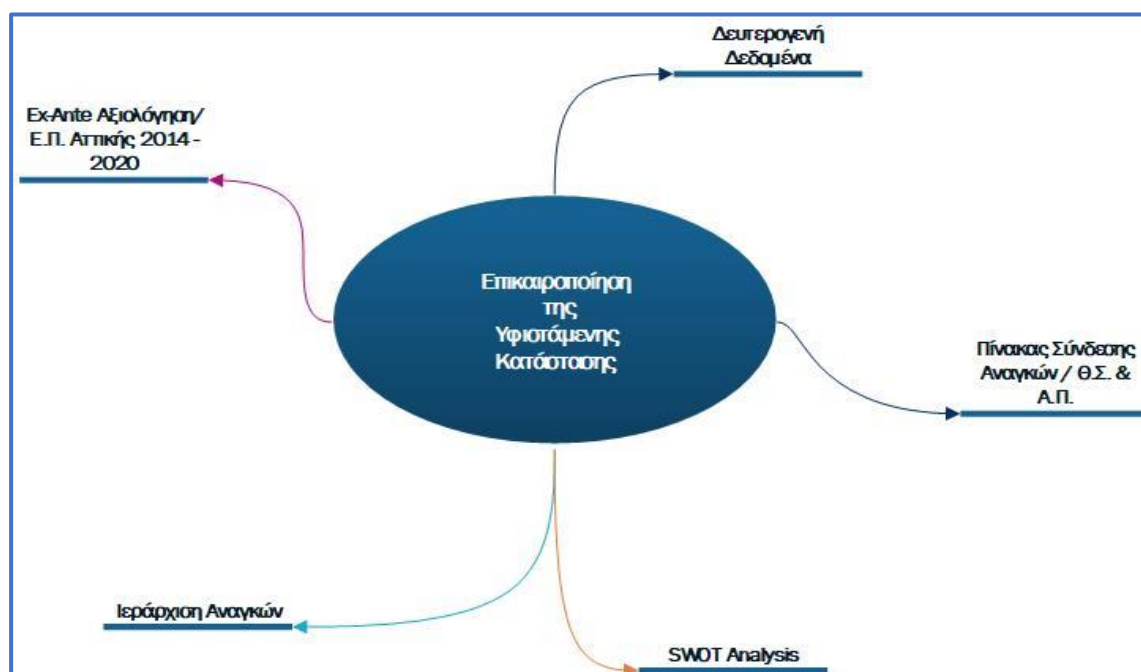 Δευτερογενή
Δεδομένα
Ex-Ante Αξιολόγηση/
Ε.Π. Αττικής 2014 -
2020
Επικαιροποίηση
της
Υφιστάμενης
Κατάστασης
Πίνακας Σύνδεσης
Αναγκών / Θ.Σ. &
Α.Π.
Ιεράρχιση Αναγκών
SWOT Analysis